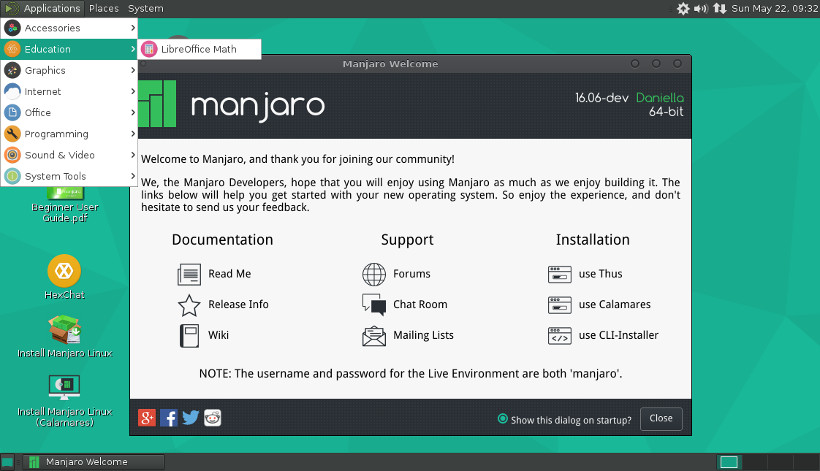 Applications Places System
Sun May 22, 09:32
Accessories
Education
LibreOffice Math
Graphics
Internet
Office
Programming
Sound & Video
System Tools
Beginner User
Guide.pdf
HexChat
Install Manjaro Linux
Install Manjaro Linux
(Calamares)
Manjaro Welcome
manjaro
16.06-dev Daniella
64-bit
Welcome to Manjaro, and thank you for joining our community!
We, the Manjaro Developers, hope that you will enjoy using Manjaro as much as we enjoy building it. The
links below will help you get started with your new operating system. So enjoy the experience, and don't
hesitate to send us your feedback.
Documentation
Read Me
Release Info
Wiki
Support
Forums
Chat Room
Mailing Lists
Installation
use Thus
use Calamares
use CLI-Installer
NOTE: The username and password for the Live Environment are both 'manjaro'.
Show this dialog on startup?
Close
Manjaro Welcome